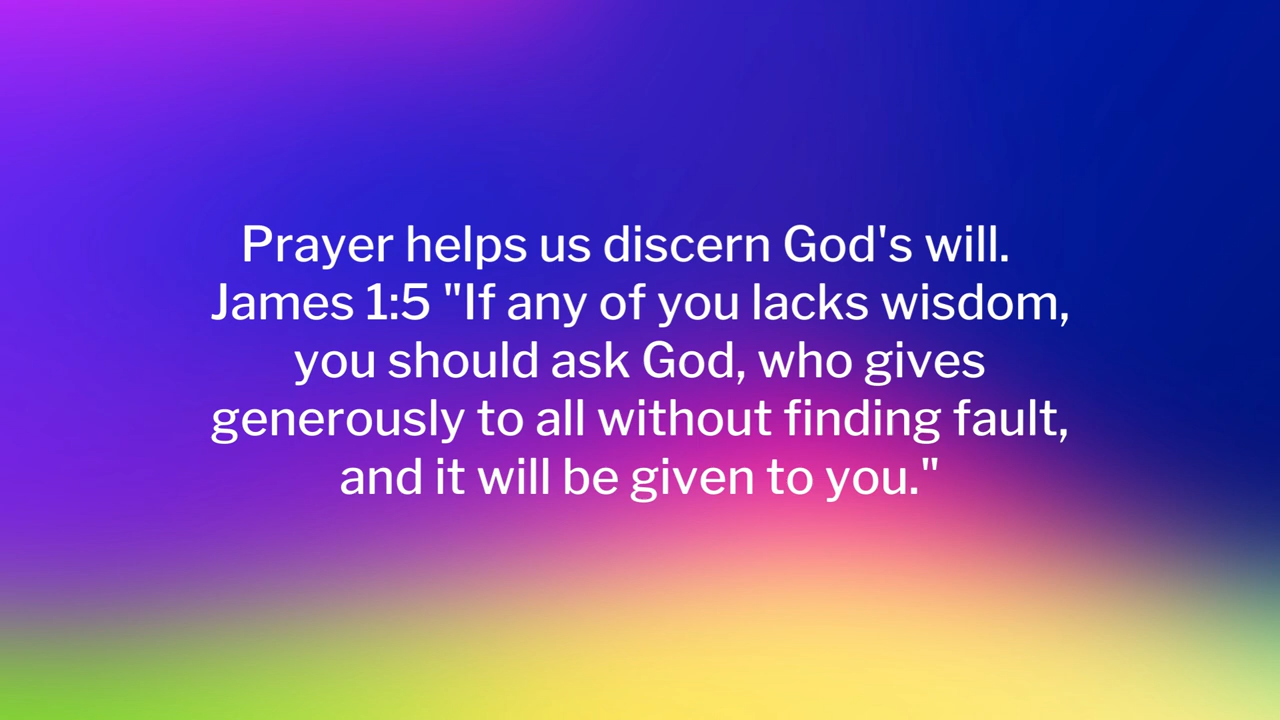 Prayer helps us discern God's will.
James 1:5 "If any of you lacks wisdom,
you should ask God, who gives
generously to all without finding fault,
and it will be given to you."